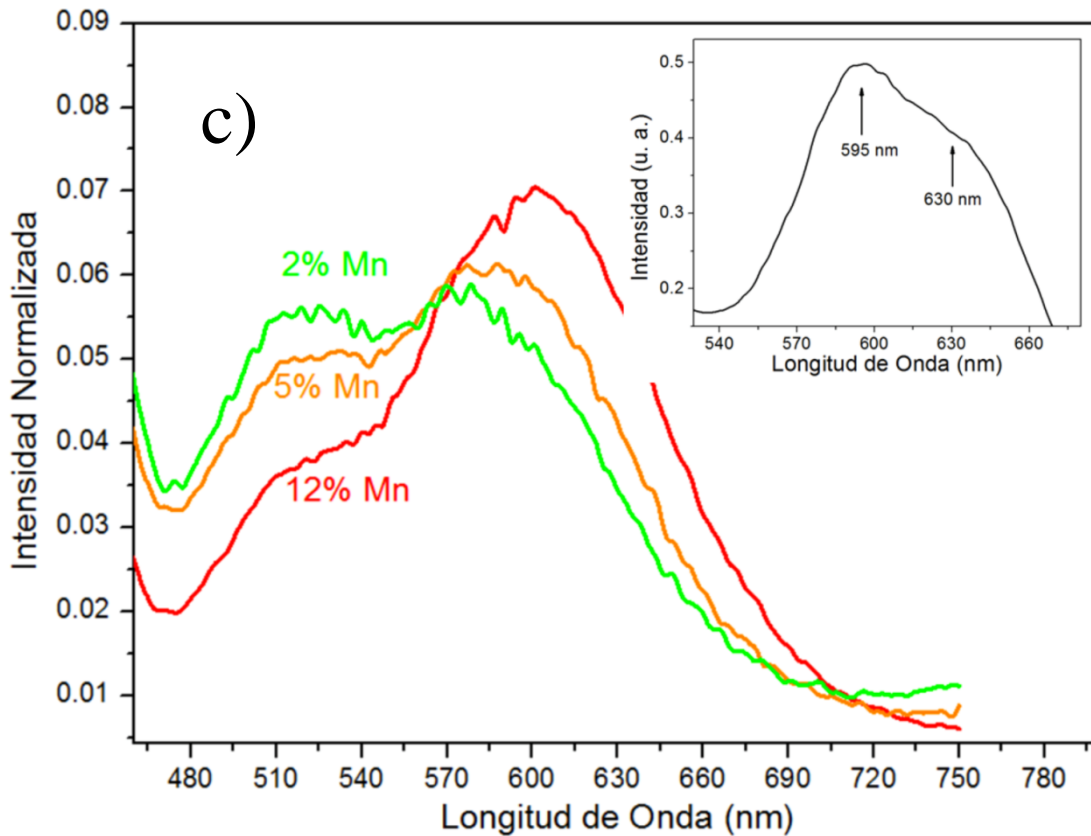 c)
Intensidad Normalizada
0.09
0.08
0.07
0.06
0.05
0.04
0.03
0.02
0.01
2% Mn
5% Mn
12% Mn
480 510 540 570 600 630 660 690 720 750 780
Longitud de Onda (nm)
Intensidad (u. a.)
0.5
0.4
0.3
0.2
595 nm
630 nm
540 570 600 630 660
Longitud de Onda (nm)